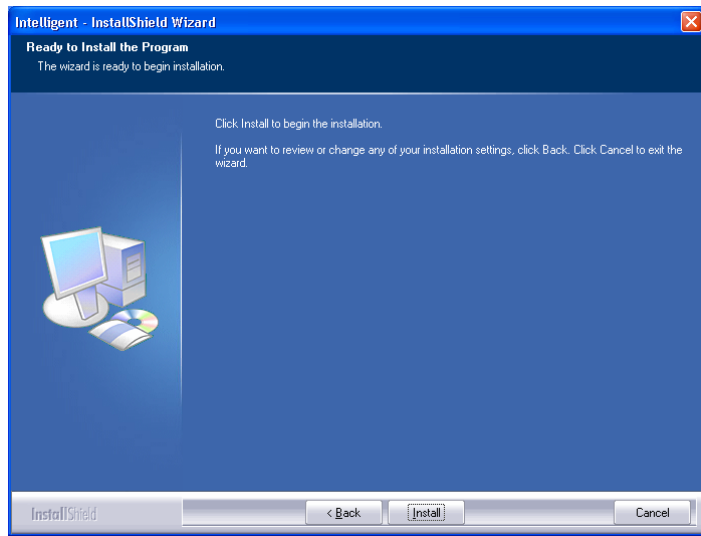 Intelligent - InstallShield Wizard
Ready to Install the Program
The wizard is ready to begin installation.
Click Install to begin the installation.
If you want to review or change any of your installation settings, click Back. Click Cancel to exit the
wizard.
InstallShield
< Back
Install
Cancel